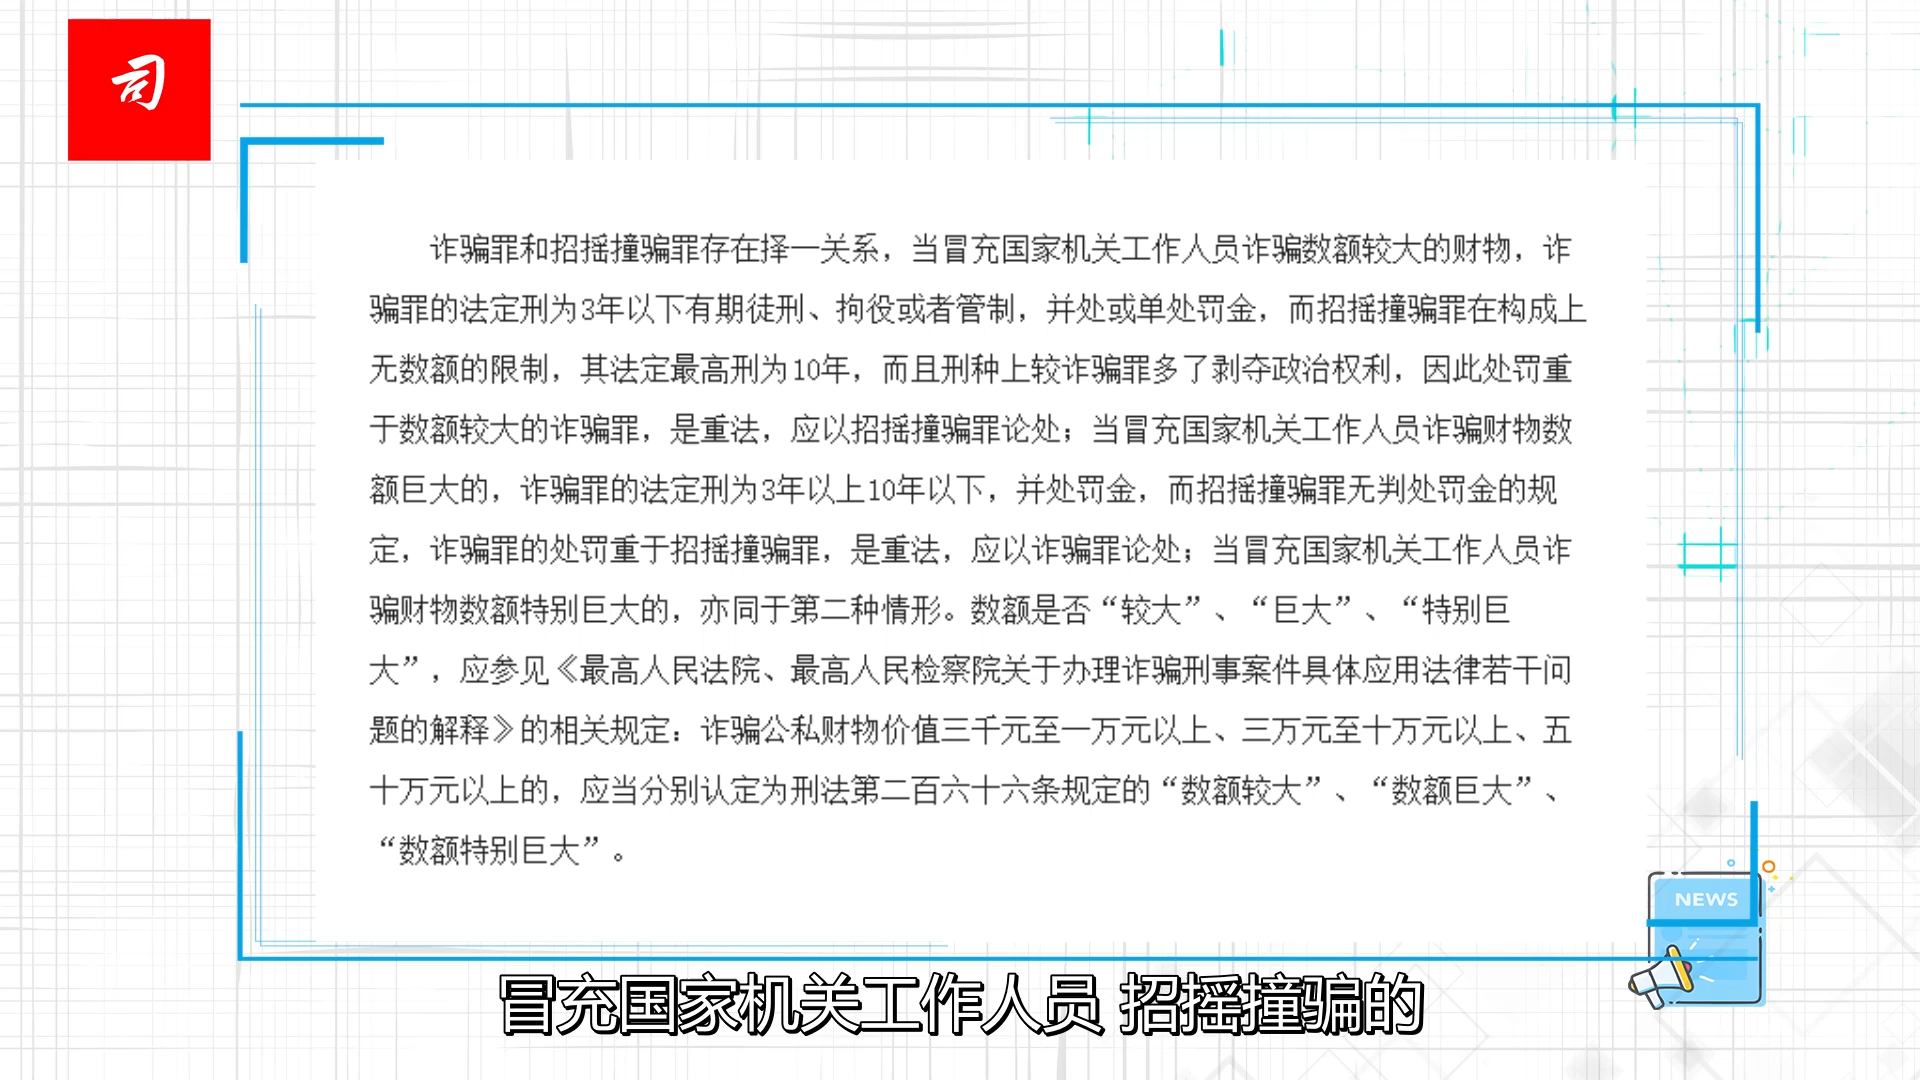 司
诈骗罪和招摇撞骗罪存在择一关系，当冒充国家机关工作人员诈骗数额较大的财物，诈
骗罪的法定刑为3年以下有期徒刑、拘役或者管制，并处或单处罚金，而招摇撞骗罪在构成上
无数额的限制，其法定最高刑为10年，而且刑种上较诈骗罪多了剥夺政治权利，因此处罚重
于数额较大的诈骗罪，是重法，应以招摇撞骗罪论处；当冒充国家机关工作人员诈骗财物数
额巨大的，诈骗罪的法定刑为3年以上10年以下，并处罚金，而招摇撞骗罪无判处罚金的规
定，诈骗罪的处罚重于招摇撞骗罪，是重法，应以诈骗罪论处；当冒充国家机关工作人员诈
骗财物数额特别巨大的，亦同于第二种情形。数额是否“较大”、“巨大”、“特别巨
大”，应参见《最高人民法院、最高人民检察院关于办理诈骗刑事案件具体应用法律若干问
题的解释》的相关规定：诈骗公私财物价值三千元至一万元以上、三万元至十万元以上、五
十万元以上的，应当分别认定为刑法第二百六十六条规定的“数额较大”、“数额巨大”、
“数额特别巨大”。
NEWS
冒充国家机关工作人员 招摇撞骗的